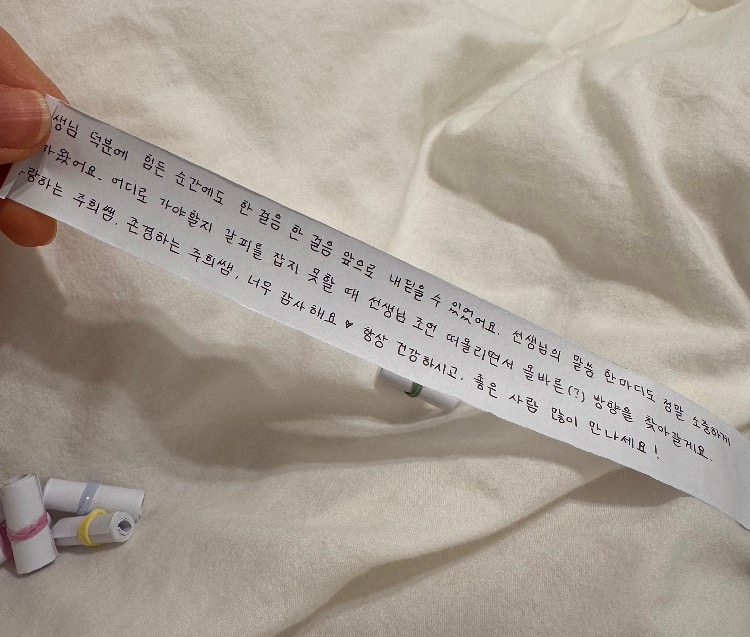 생님 덕분에 힘든 순간에도 한 걸음 한 걸음 앞으로 내딛을 수 있었어요. 선생님의 말씀 한마디도 정말 소중하게
와왔어요. 어디로 가야할지 갈피를 잡지 못할 때 선생님 조언 떠올리면서 올바른(?) 방향을 찾아갈게요.
랑하는 주희쌤, 존경하는 주희쌤, 너무 감사해요 ♥ 항상 건강하시고, 좋은 사람 많이 만나세요!